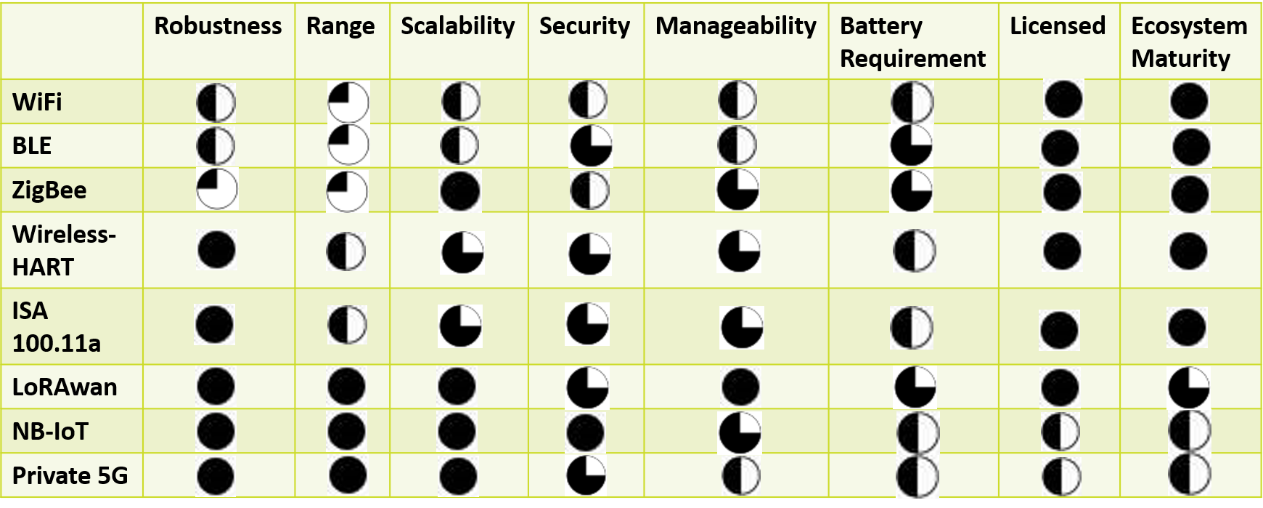 Robustness Range Scalability Security Manageability Battery Requirement Licensed Ecosystem Maturity
WiFi
BLE
ZigBee
Wireless-
HART
ISA
100.11a
LoRAwan
NB-IoT
Private 5G